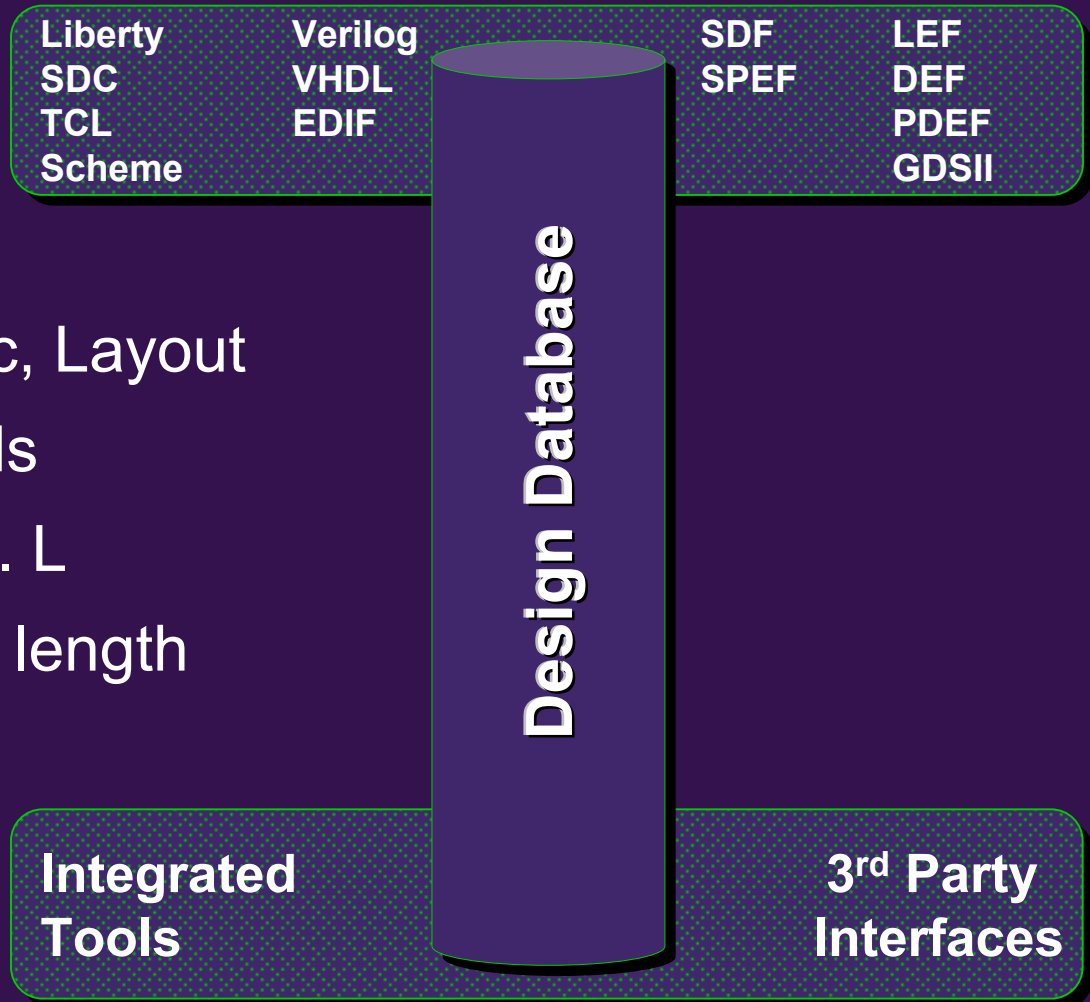 Liberty Verilog SDF LEF
SDC VHDL SPEF DEF
TCL EDIF PDEF
Scheme GDSII
Design Database
, Layout
. L
length
Integrated
Tools
3rd Party
Interfaces